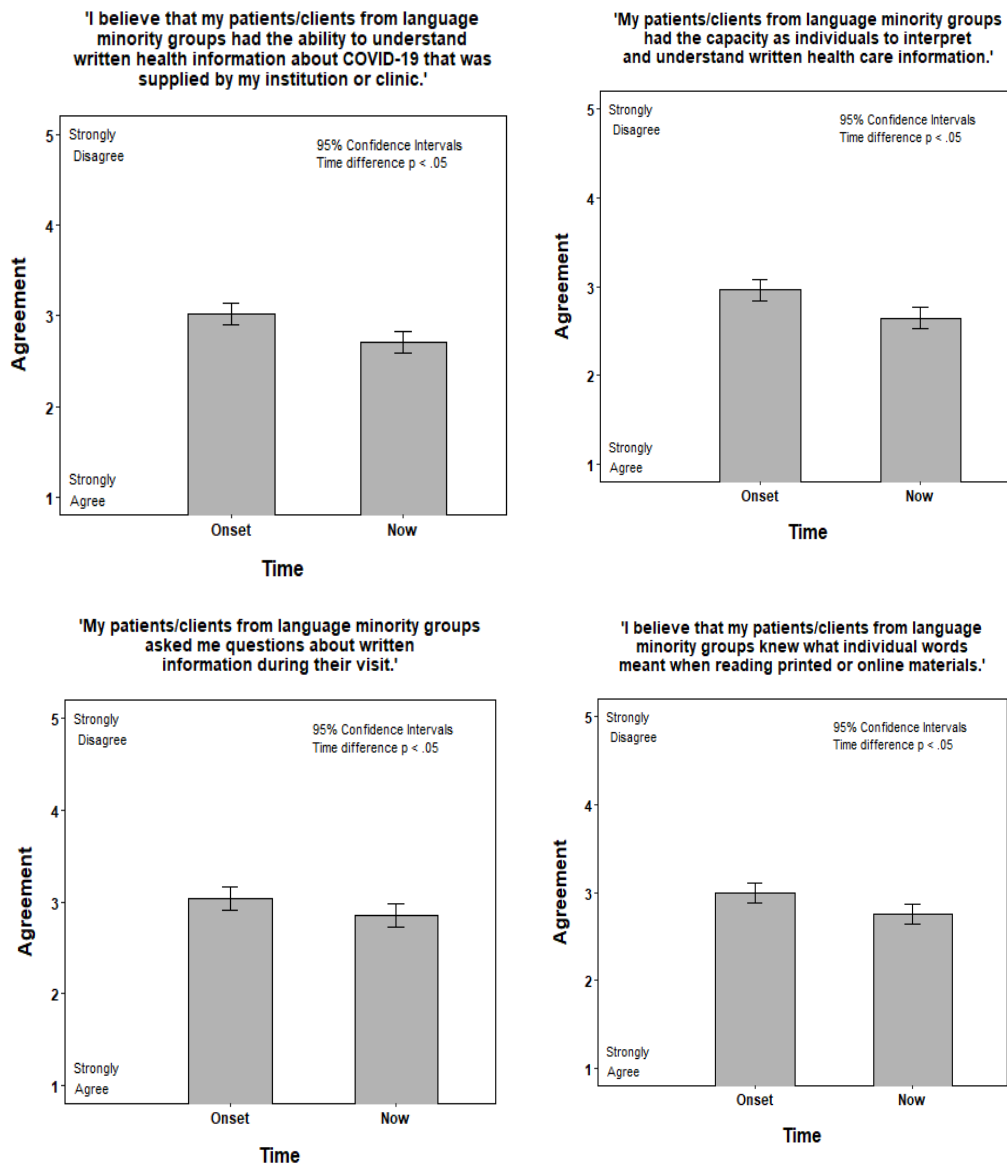 'I believe that my patients/clients from language
minority groups had the ability to understand
written health information about COVID-19 that was
supplied by my institution or clinic.'
5
Strongly
Disagree
95% Confidence Intervals
Time difference p < .05
4
3
2
1
Strongly
Agree
Agreement
Onset
Now
Time
'My patients/clients from language minority groups
had the capacity as individuals to interpret
and understand written health care information.'
5
Strongly
Disagree
95% Confidence Intervals
Time difference p < .05
4
3
2
1
Strongly
Agree
Agreement
Onset
Now
Time
'My patients/clients from language minority groups
asked me questions about written
information during their visit.'
5
Strongly
Disagree
95% Confidence Intervals
Time difference p < .05
4
3
2
1
Strongly
Agree
Agreement
Onset
Now
Time
'I believe that my patients/clients from language
minority groups knew what individual words
meant when reading printed or online materials.'
5
Strongly
Disagree
95% Confidence Intervals
Time difference p < .05
4
3
2
1
Strongly
Agree
Agreement
Onset
Now
Time